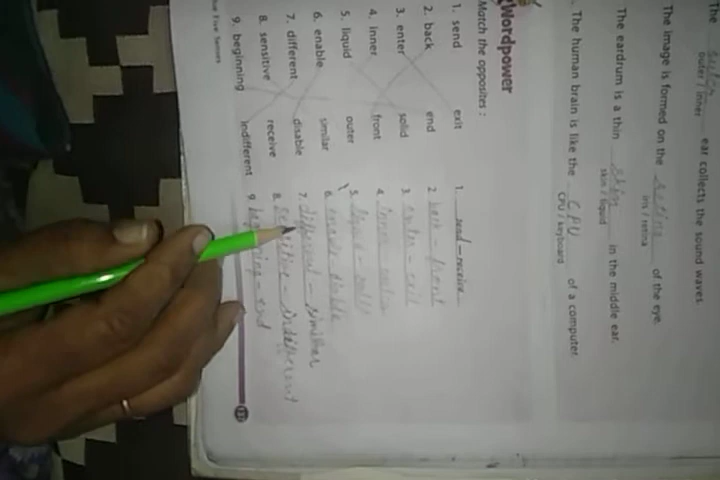 The outer ear collects the sound waves.
outer / inner
The image is formed on the retina of the eye.
iris / retina
The eardrum is a thin skin in the middle ear.
skin / liquid
The human brain is like the CPU of a computer.
CPU / keyboard
Wordpower
Match the opposites :
1. send exit 1. send - receive
2. back end 2. back - front
3. enter solid 3. enter - exit
4. inner front 4. inner - outer
5. liquid outer 5. liquid - solid
6. enable similar 6. enable - disable
7. different disable 7. different - similar
8. sensitive receive 8. sensitive - indifferent
9. beginning indifferent 9. - end
Five Senses